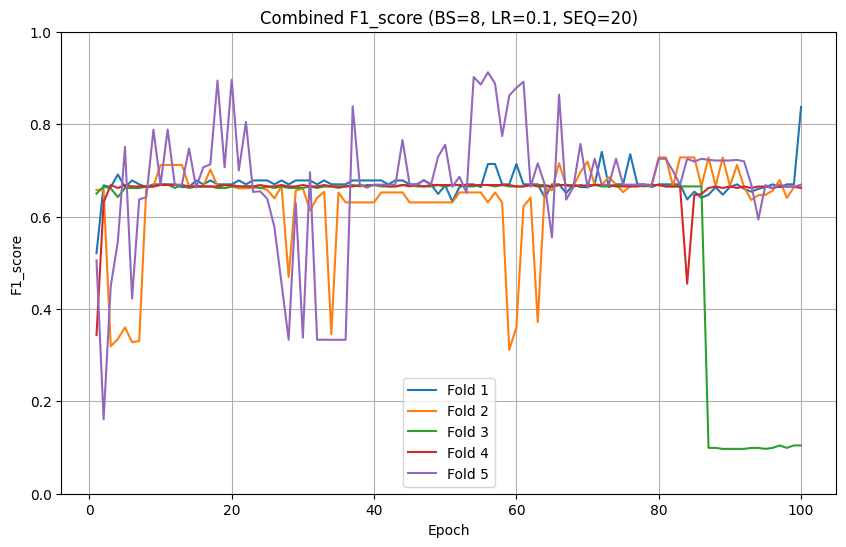 Combined F1_score (BS=8, LR=0.1, SEQ=20)
F1_score
1.0
0.8
0.6
0.4
0.2
0.0
Fold 1
Fold 2
Fold 3
Fold 4
Fold 5
0 20 40 60 80 100
Epoch